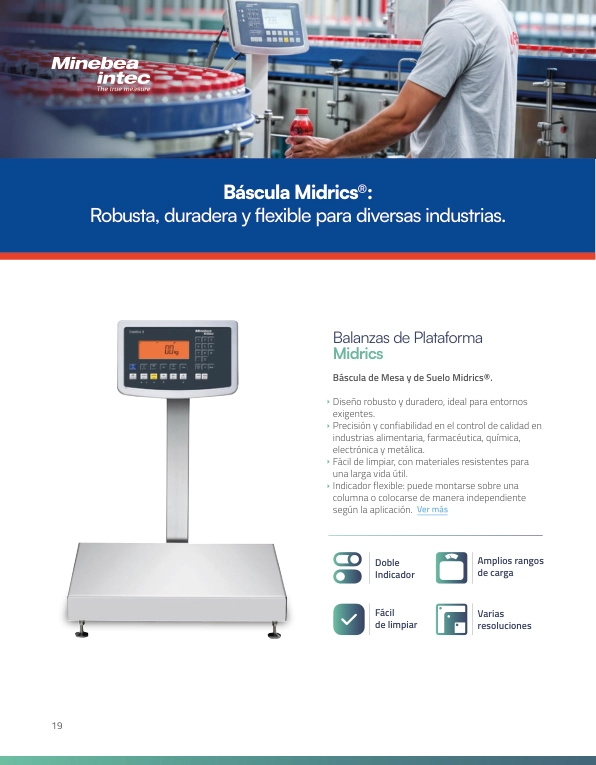 Minebea
intec
The true measure
Báscula Midrics®:
Robusta, duradera y flexible para diversas industrias.
Minebea
0.0 kg
Balanzas de Plataforma
Midrics
Báscula de Mesa y de Suelo Midrics®.
Diseño robusto y duradero, ideal para entornos
exigentes.
Precisión y confiabilidad en el control de calidad en
industrias alimentaria, farmacéutica, química,
electrónica y metálica.
Fácil de limpiar, con materiales resistentes para
una larga vida útil.
Indicador flexible: puede montarse sobre una
columna o colocarse de manera independiente
según la aplicación. Ver más
Doble
Indicador
Amplios rangos
de carga
Fácil
de limpiar
Varias
resoluciones
19